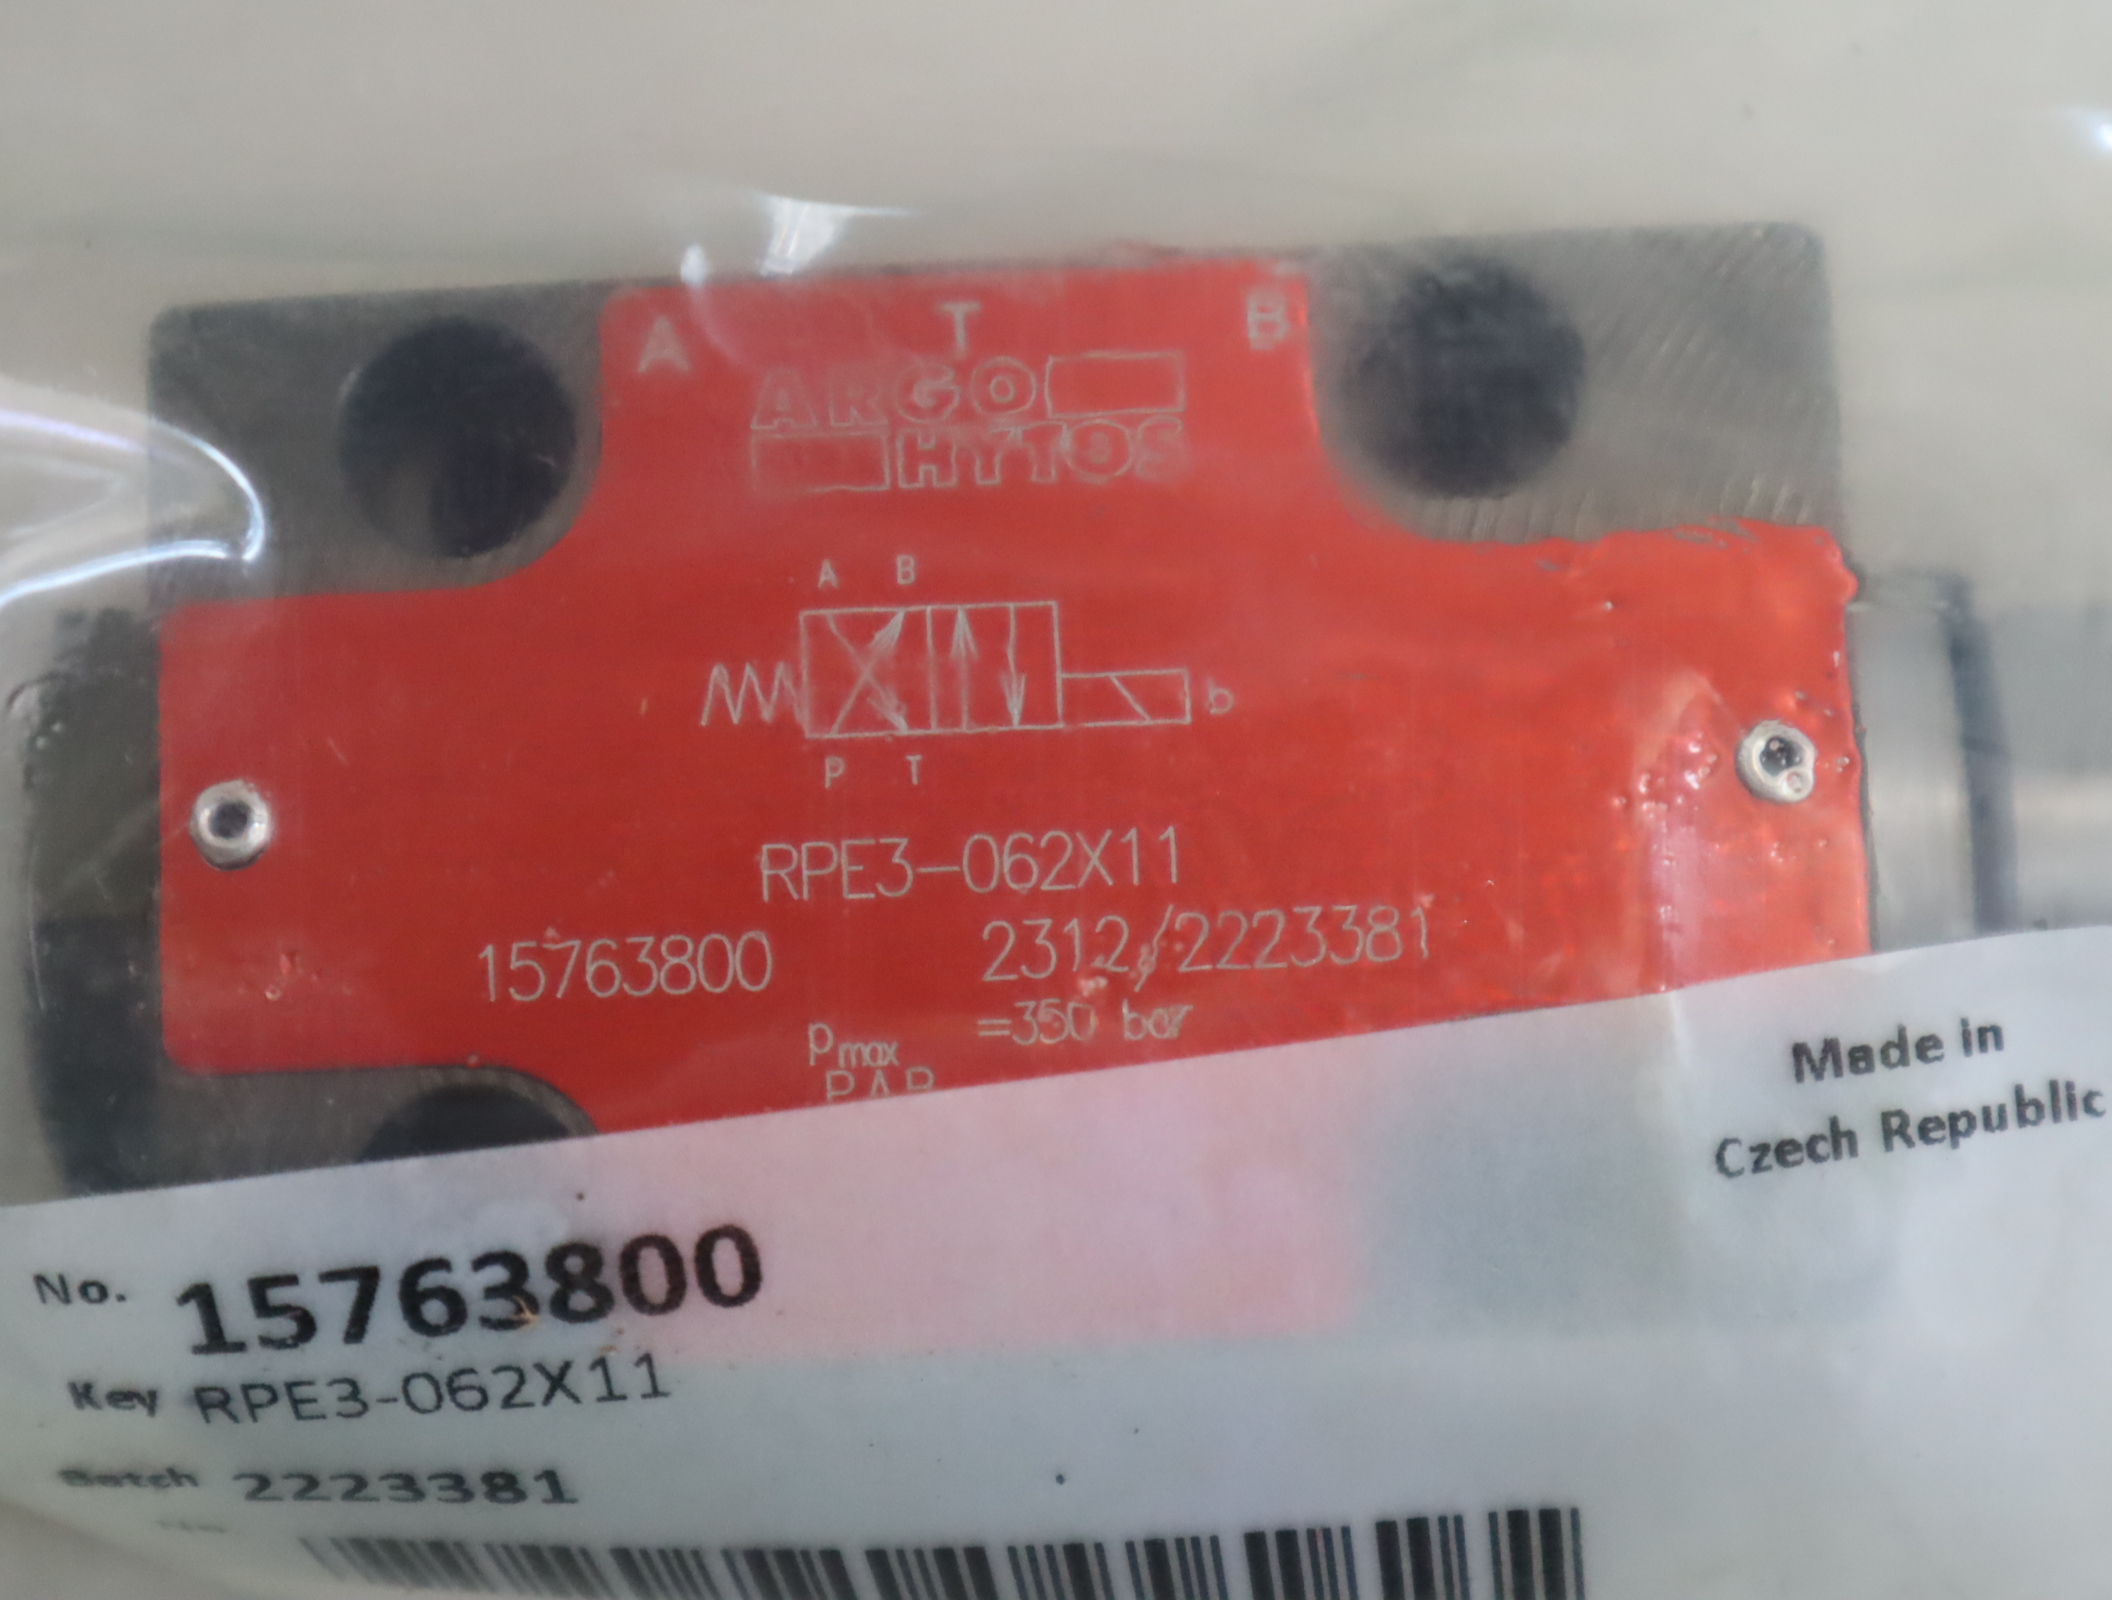 A T B
ARGO
HYTOS
A B
b
P T
RPE3-062X11
15763800 2312/2223381
pmax =350 bar
Made in
Czech Republic
No. 15763800
Key RPE3-062X11
Batch 2223381